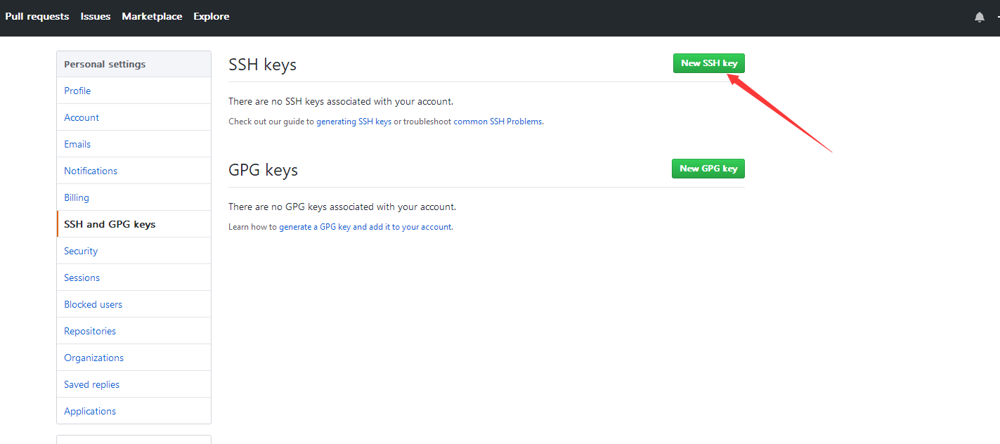 Pull requests Issues Marketplace Explore
Personal settings
Profile
Account
Emails
Notifications
Billing
SSH and GPG keys
Security
Sessions
Blocked users
Repositories
Organizations
Saved replies
Applications
SSH keys
New SSH key
There are no SSH keys associated with your account.
Check out our guide to generating SSH keys or troubleshoot common SSH Problems.
GPG keys
New GPG key
There are no GPG keys associated with your account.
Learn how to generate a GPG key and add it to your account.